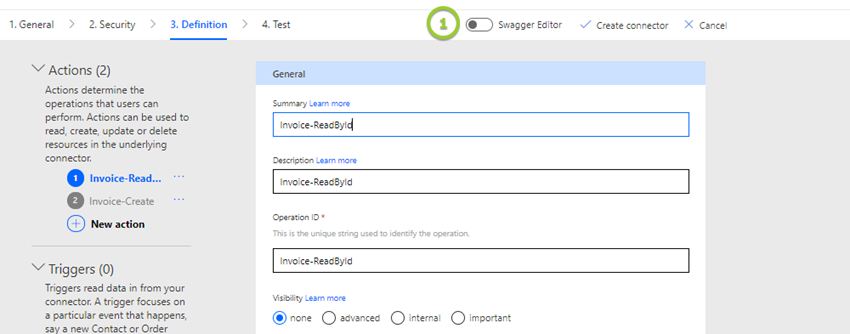 1. General > 2. Security > 3. Definition > 4. Test 1 Swagger Editor Create connector Cancel
Actions (2)
Actions determine the
operations that users can
perform. Actions can be used to
read, create, update or delete
resources in the underlying
connector.
1 Invoice-Read... ...
2 Invoice-Create ...
New action
Triggers (0)
Triggers read data in from your
connector. A trigger focuses on
a particular event that happens,
say a new Contact or Order
General
Summary Learn more
Invoice-ReadById
Description Learn more
Invoice-ReadById
Operation ID *
This is the unique string used to identify the operation.
Invoice-ReadById
Visibility Learn more
none advanced internal important